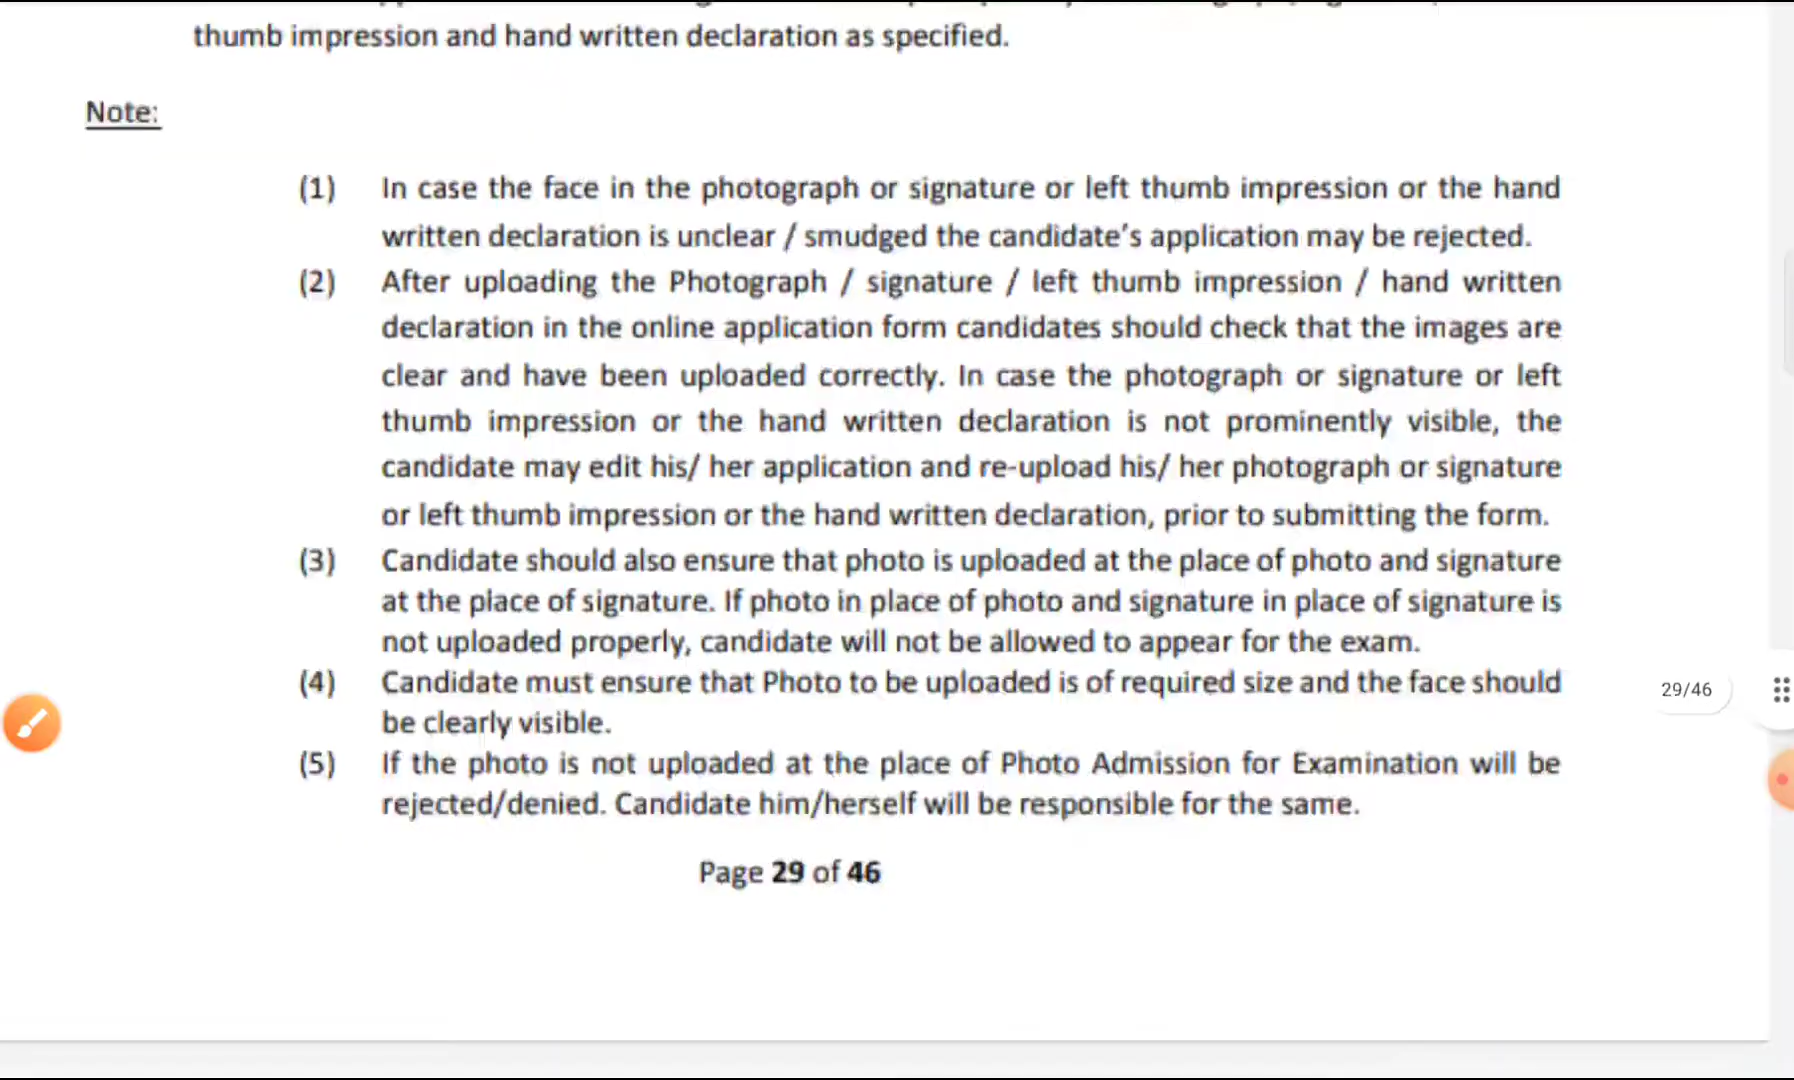 thumb impression and hand written declaration as specified.
Note:
(1) In case the face in the photograph or signature or left thumb impression or the hand
written declaration is unclear / smudged the candidate’s application may be rejected.
(2) After uploading the Photograph / signature / left thumb impression / hand written
declaration in the online application form candidates should check that the images are
clear and have been uploaded correctly. In case the photograph or signature or left
thumb impression or the hand written declaration is not prominently visible, the
candidate may edit his/ her application and re-upload his/ her photograph or signature
or left thumb impression or the hand written declaration, prior to submitting the form.
(3) Candidate should also ensure that photo is uploaded at the place of photo and signature
at the place of signature. If photo in place of photo and signature in place of signature is
not uploaded properly, candidate will not be allowed to appear for the exam.
(4) Candidate must ensure that Photo to be uploaded is of required size and the face should
be clearly visible.
29/46
(5) If the photo is not uploaded at the place of Photo Admission for Examination will be
rejected/denied. Candidate him/herself will be responsible for the same.
Page 29 of 46